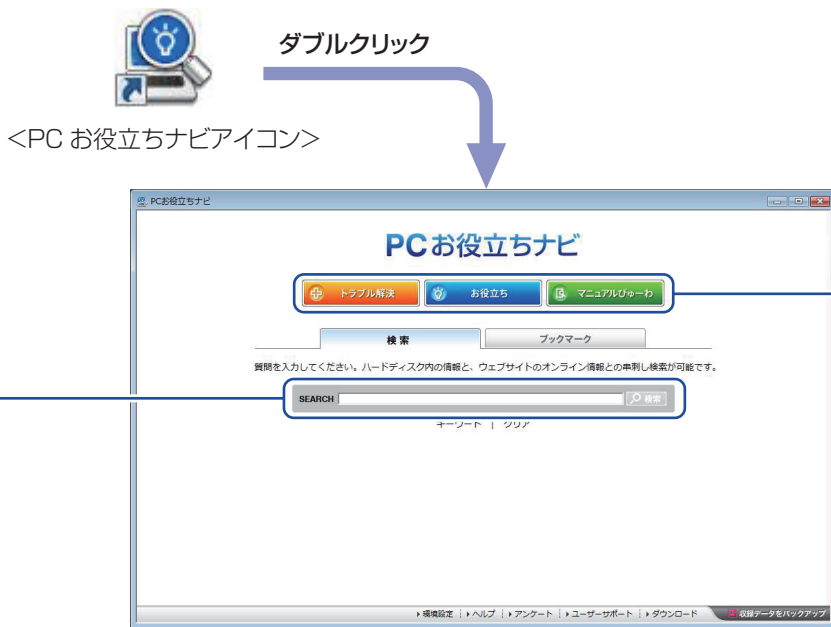 ダブルクリック
＜PC お役立ちナビアイコン＞
PCお役立ちナビ
PCお役立ちナビ
トラブル解決 お役立ち マニュアルびゅーわ
検索 ブックマーク
質問を入力してください。ハードディスク内の情報と、ウェブサイトのオンライン情報との串刺し検索が可能です。
SEARCH 検索
キーワード | クリア
環境設定 ヘルプ アンケート ユーザーサポート ダウンロード 収録データをバックアップ